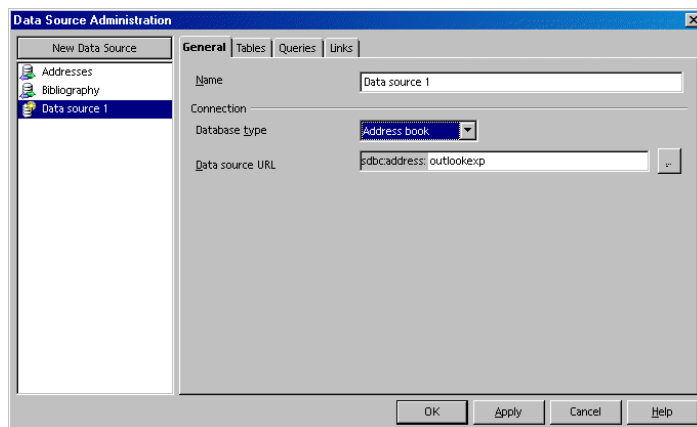 Data Source Administration
New Data Source
Addresses
Bibliography
Data source 1
General Tables Queries Links
Name Data source 1
Connection
Database type Address book
Data source URL sdbc:address: outlookexp ..
OK Apply Cancel Help